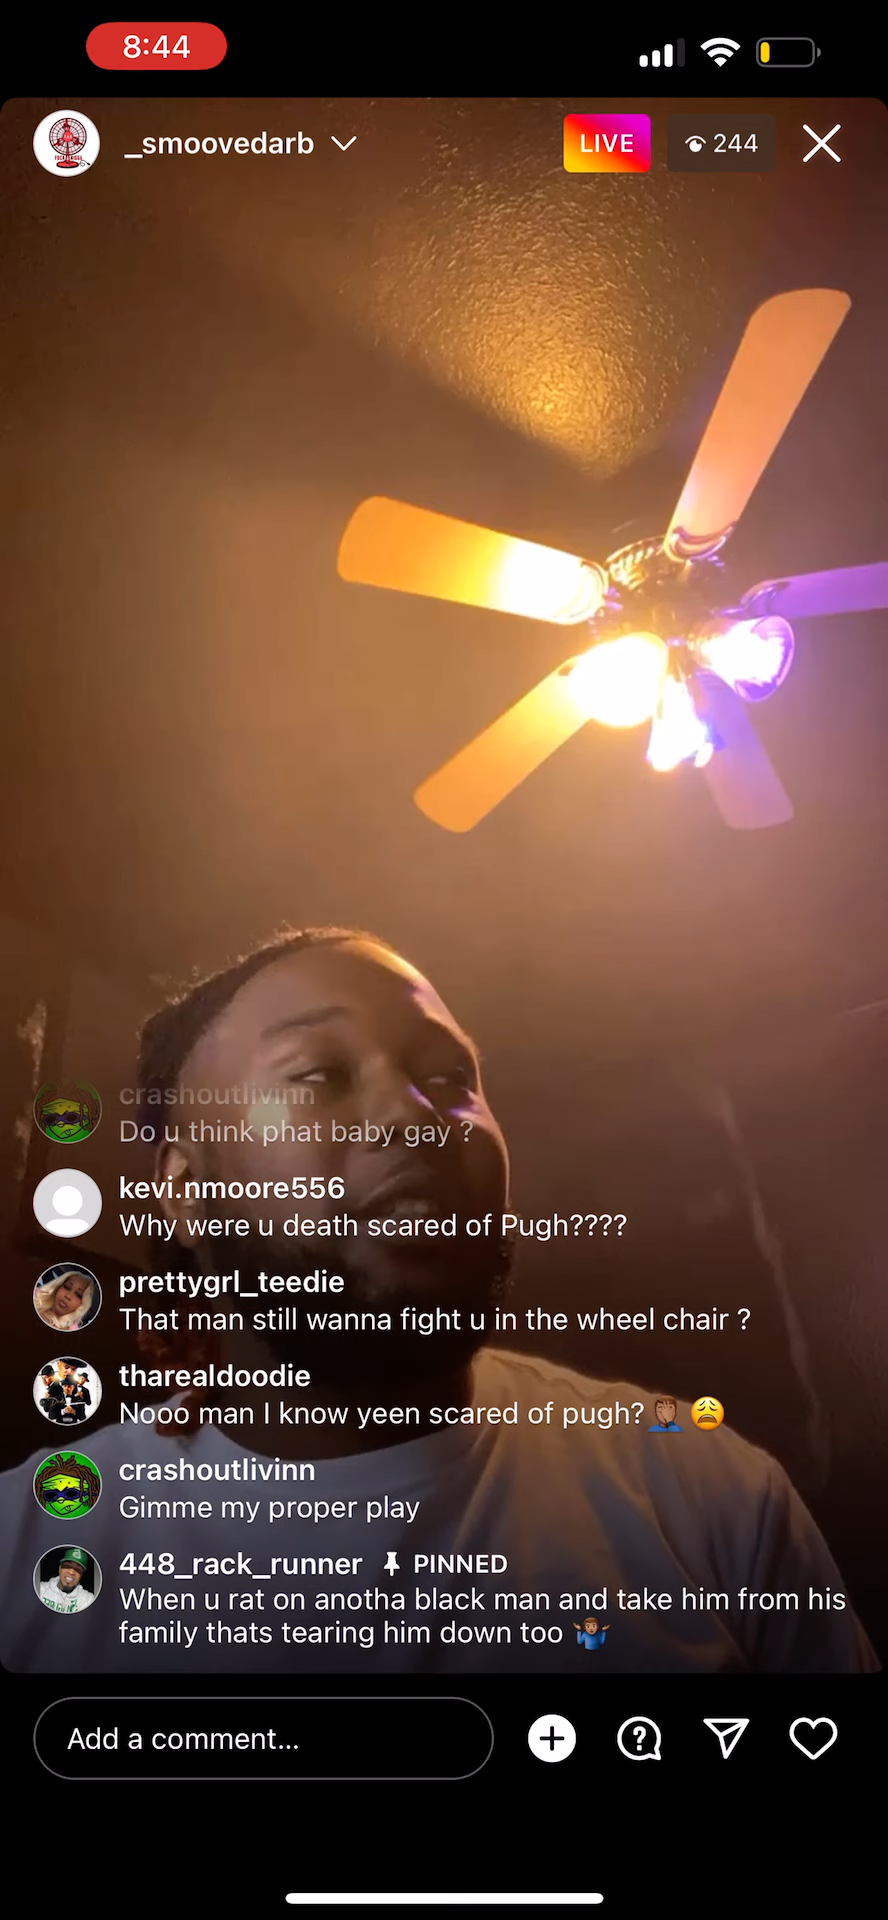 8:44
_smoovedarb
LIVE
244
crashoutlivinn
Do u think phat baby gay ?
kevi.nmoore556
Why were u death scared of Pugh????
prettygrl_teedie
That man still wanna fight u in the wheel chair ?
tharealdoodie
Nooo man I know yeen scared of pugh?🤦🏽‍♂️😩
crashoutlivinn
Gimme my proper play
448_rack_runner PINNED
When u rat on anotha black man and take him from his
family thats tearing him down too 🤷🏽‍♂️
Add a comment...